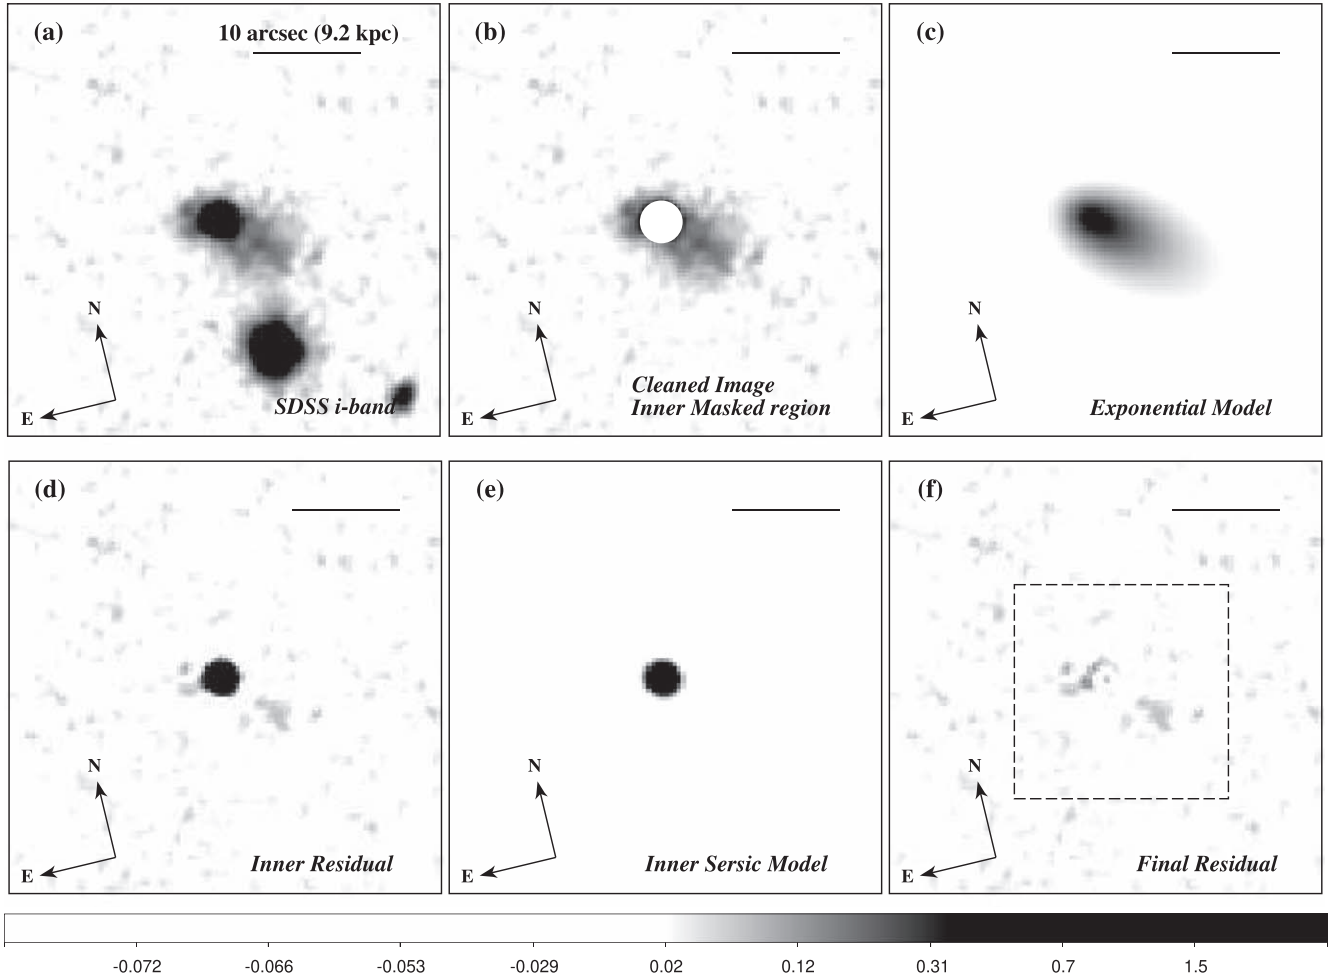 (a)
10 arcsec (9.2 kpc)
N
E
SDSS i-band
(b)
N
E
Cleaned Image
Inner Masked region
(c)
N
E
Exponential Model
(d)
N
E
Inner Residual
(e)
N
E
Inner Sersic Model
(f)
N
E
Final Residual
-0.072 -0.066 -0.053 -0.029 0.02 0.12 0.31 0.7 1.5